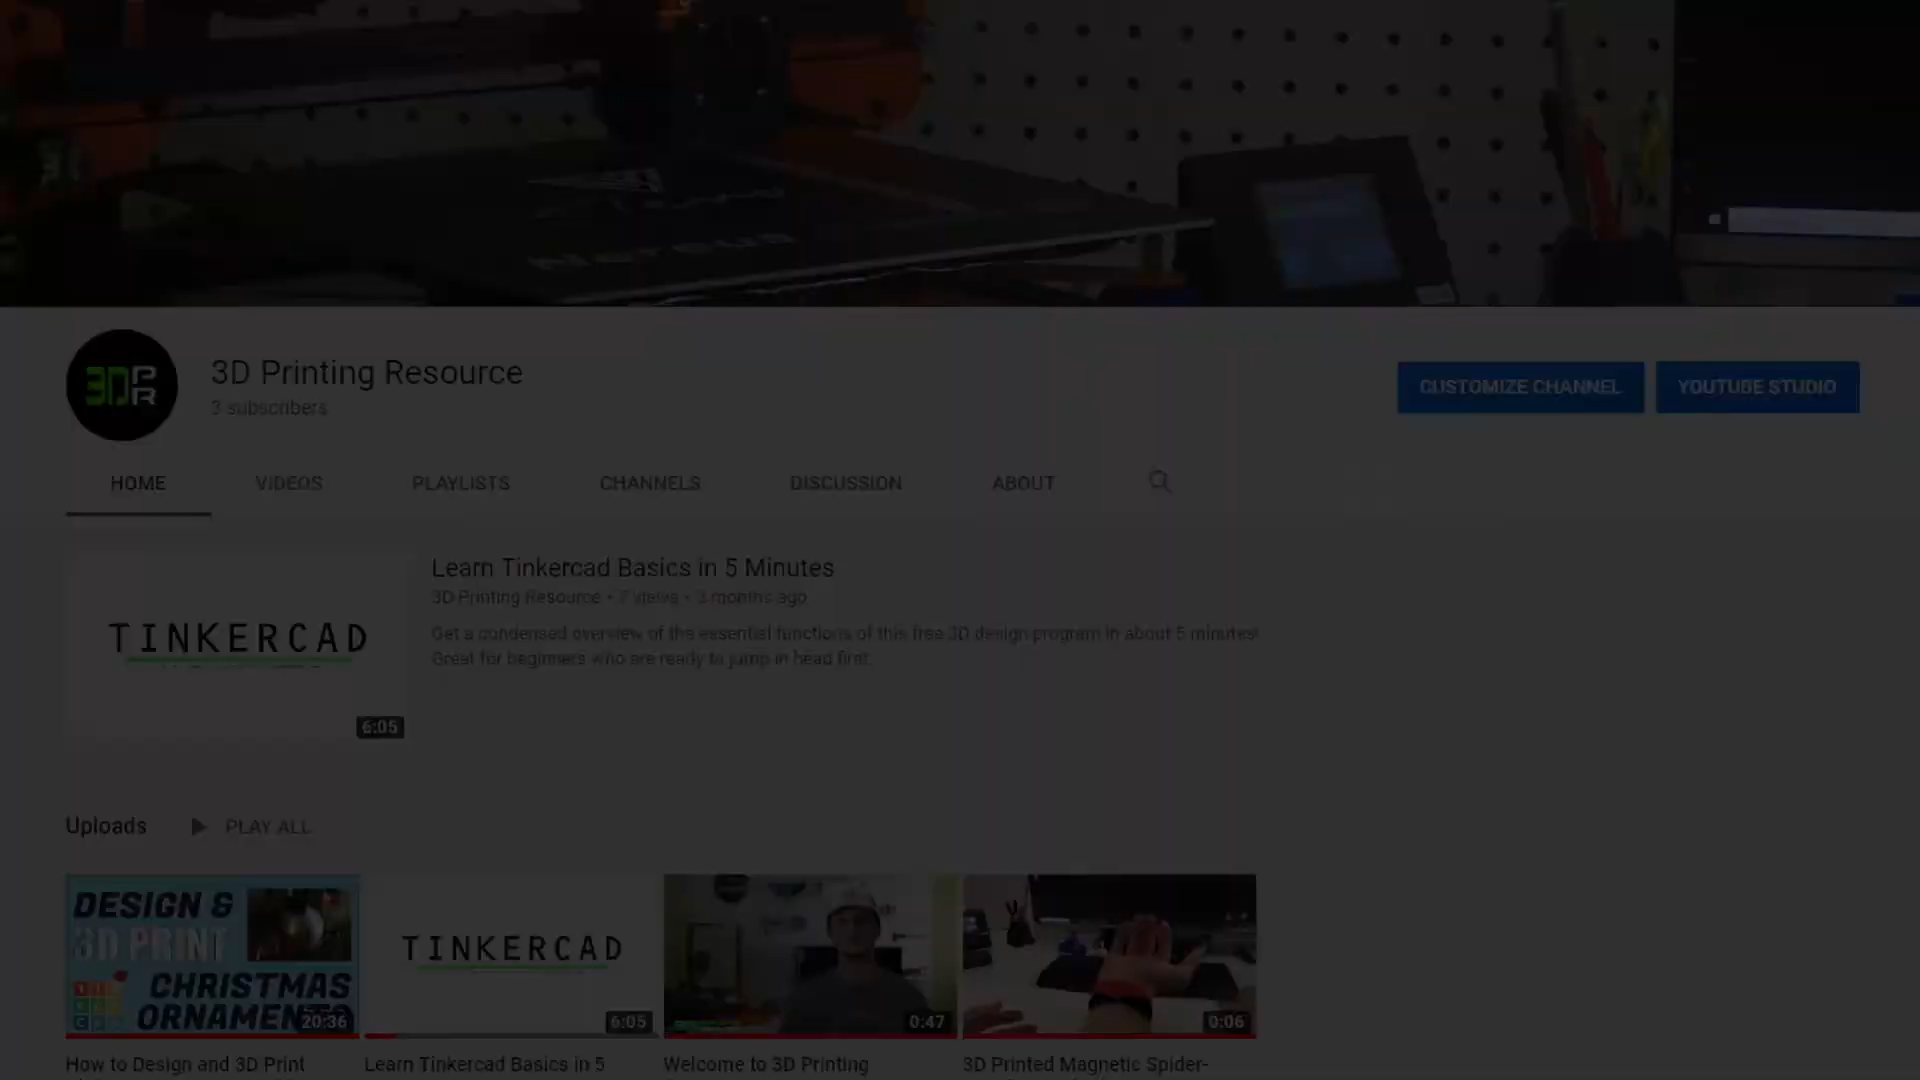 3D Printing Resource
3 subscribers
CUSTOMIZE CHANNEL
YOUTUBE STUDIO
HOME
VIDEOS
PLAYLISTS
CHANNELS
DISCUSSION
ABOUT
TINKERCAD
6:05
Learn Tinkercad Basics in 5 Minutes
3D Printing Resource • 7 views • 3 months ago
Get a condensed overview of the essential functions of this free 3D design program in about 5 minutes!
Great for beginners who are ready to jump in head first.
Uploads
PLAY ALL
DESIGN &
3D PRINT
CHRISTMAS
20:36
TINKERCAD
6:05
0:47
0:06
How to Design and 3D Print
Learn Tinkercad Basics in 5
Welcome to 3D Printing
3D Printed Magnetic Spider-